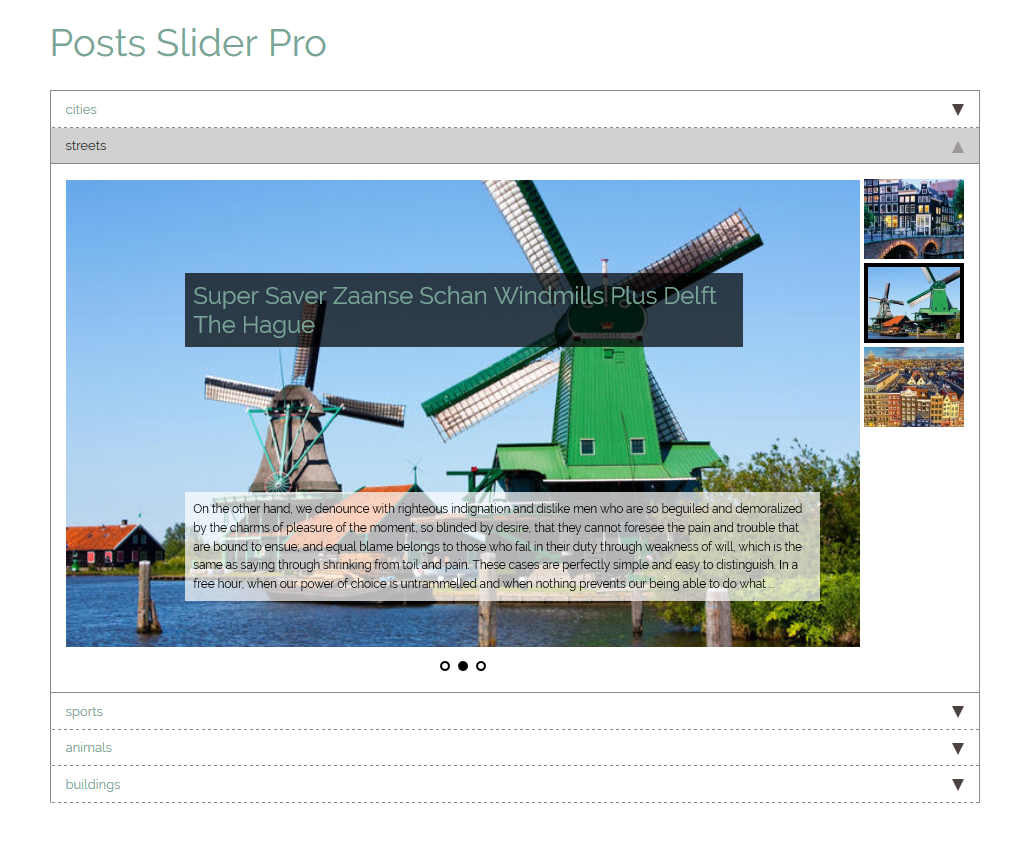 Posts Slider Pro
cities
streets
Super Saver Zaanse Schan Windmills Plus Delft
The Hague
On the other hand, we denounce with righteous indignation and dislike men who are so beguiled and demoralized
by the charms of pleasure of the moment, so blinded by desire, that they cannot foresee the pain and trouble that
are bound to ensue; and equal blame belongs to those who fail in their duty through weakness of will, which is the
same as saying through shrinking from toil and pain. These cases are perfectly simple and easy to distinguish. In a
free hour, when our power of choice is untrammelled and when nothing prevents our being able to do what ...
sports
animals
buildings